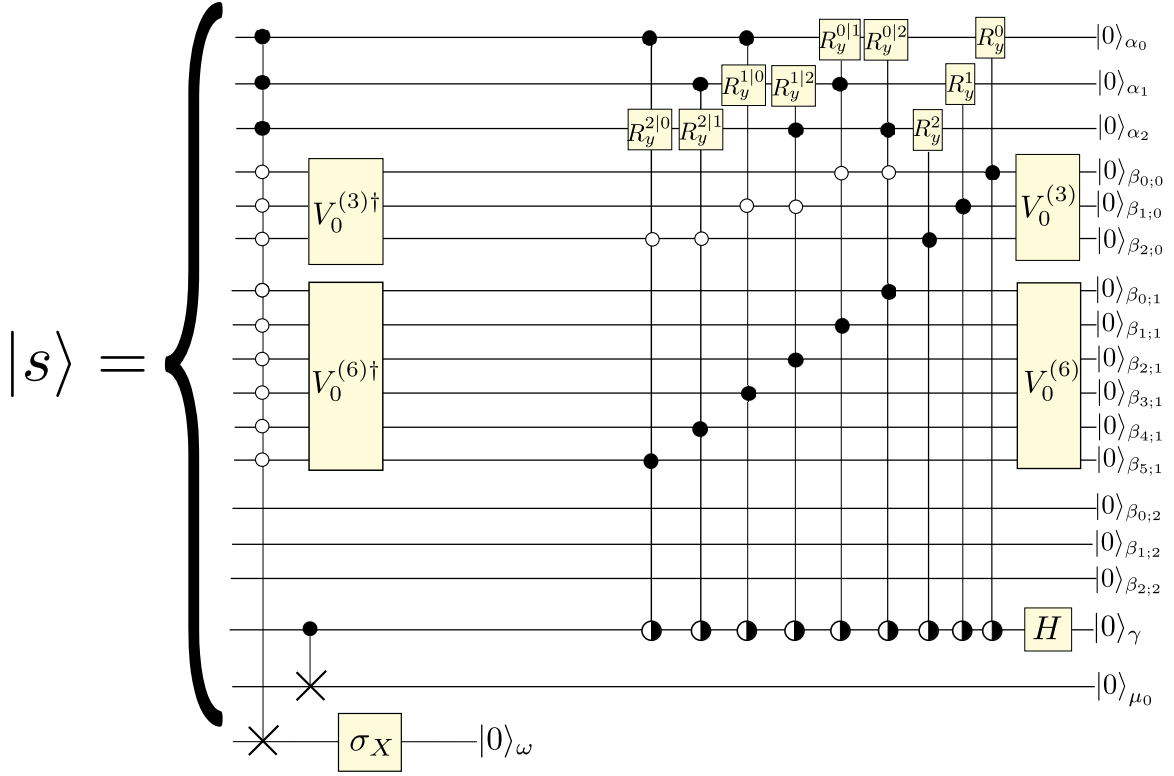 |s⟩ =
R_y^{0|1} R_y^{0|2} R_y^0 |0⟩_{α_0}
R_y^{1|0} R_y^{1|2} R_y^1 |0⟩_{α_1}
R_y^{2|0} R_y^{2|1} R_y^2 |0⟩_{α_2}
|0⟩_{β_{0;0}}
V_0^{(3)†} V_0^{(3)} |0⟩_{β_{1;0}}
|0⟩_{β_{2;0}}
|0⟩_{β_{0;1}}
|0⟩_{β_{1;1}}
|0⟩_{β_{2;1}}
V_0^{(6)†} V_0^{(6)} |0⟩_{β_{3;1}}
|0⟩_{β_{4;1}}
|0⟩_{β_{5;1}}
|0⟩_{β_{0;2}}
|0⟩_{β_{1;2}}
|0⟩_{β_{2;2}}
H |0⟩_γ
|0⟩_{μ_0}
σ_X |0⟩_ω